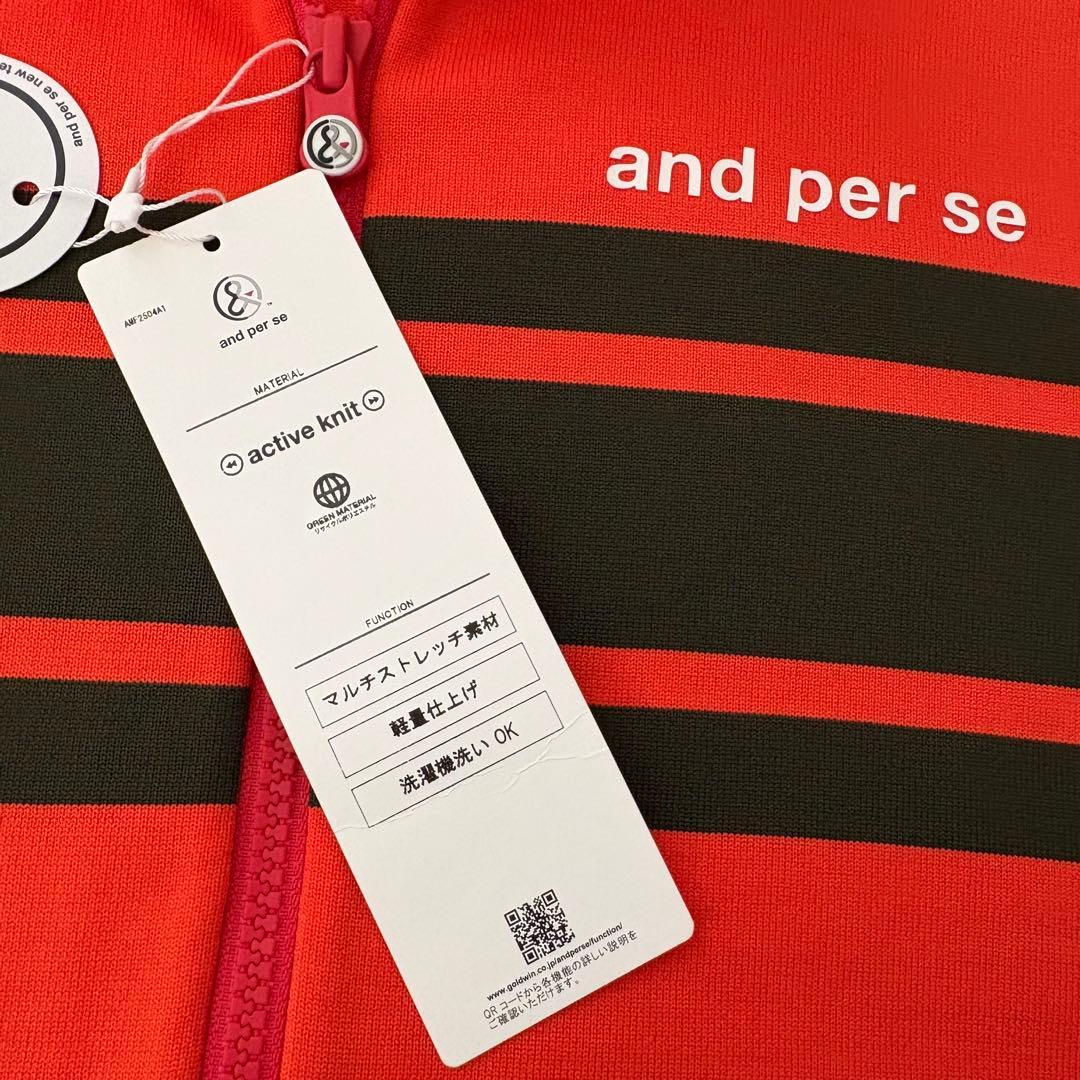 and per se new te
and per se
AMF2504A1
and per se
MATERIAL
active knit
GREEN MATERIAL
リサイクルポリエステル
FUNCTION
マルチストレッチ素材
軽量仕上げ
洗濯機洗い OK
www.goldwin.co.jp/andperse/function/
QR コードから各機能の詳しい説明を
ご確認いただけます。